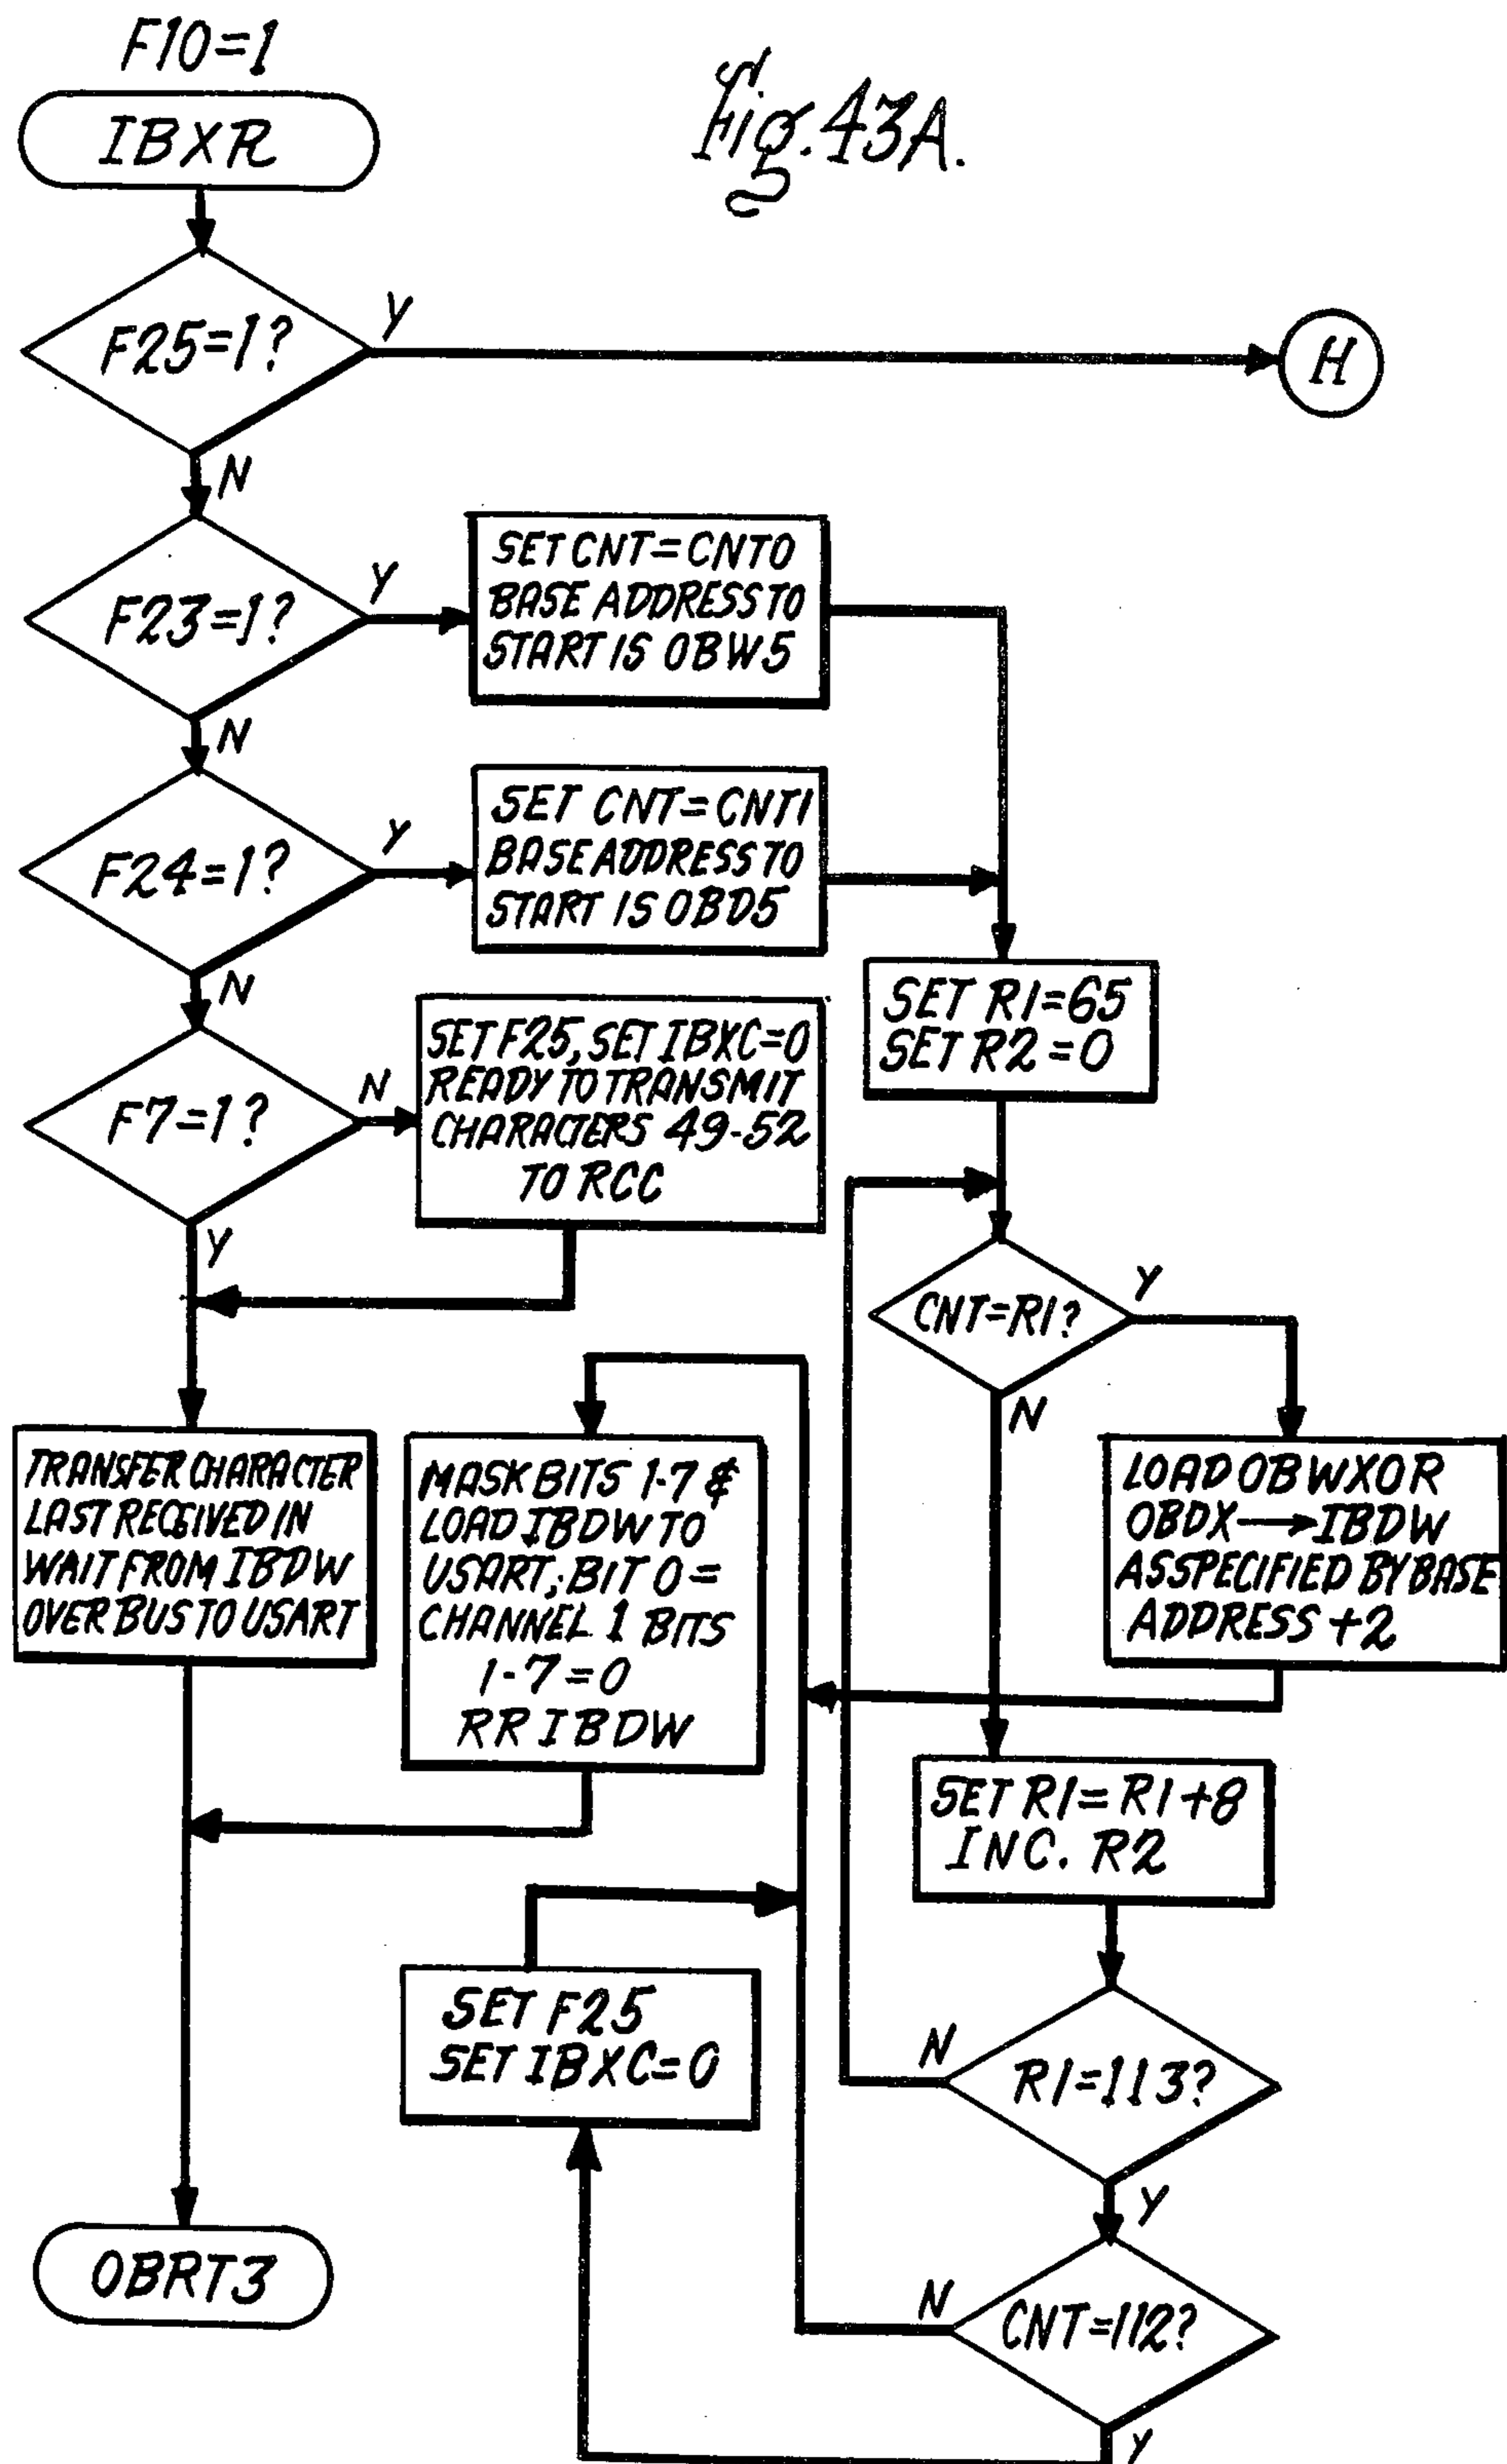 F10=1
Fig. 43A.
IBXR
F25=1?
Y
H
N
F23=1?
Y
SET CNT=CNT0
BASE ADDRESS TO
START IS OBW5
N
F24=1?
Y
SET CNT=CNT1
BASE ADDRESS TO
START IS OBD5
N
SET R1=65
SET R2=0
F7=1?
N
SET F25, SET IBXC=0
READY TO TRANSMIT
CHARACTERS 49-52
TO RCC
Y
CNT=R1?
Y
N
TRANSFER CHARACTER
LAST RECEIVED IN
WAIT FROM IBDW
OVER BUS TO USART
MASK BITS 1-7 &
LOAD IBDW TO
USART; BIT 0=
CHANNEL 1 BITS
1-7=0
RR IBDW
LOAD OBWX OR
OBDX→IBDW
AS SPECIFIED BY BASE
ADDRESS +2
SET R1=R1+8
INC. R2
SET F25
SET IBXC=0
N
R1=113?
Y
OBRT3
N
CNT=112?
Y